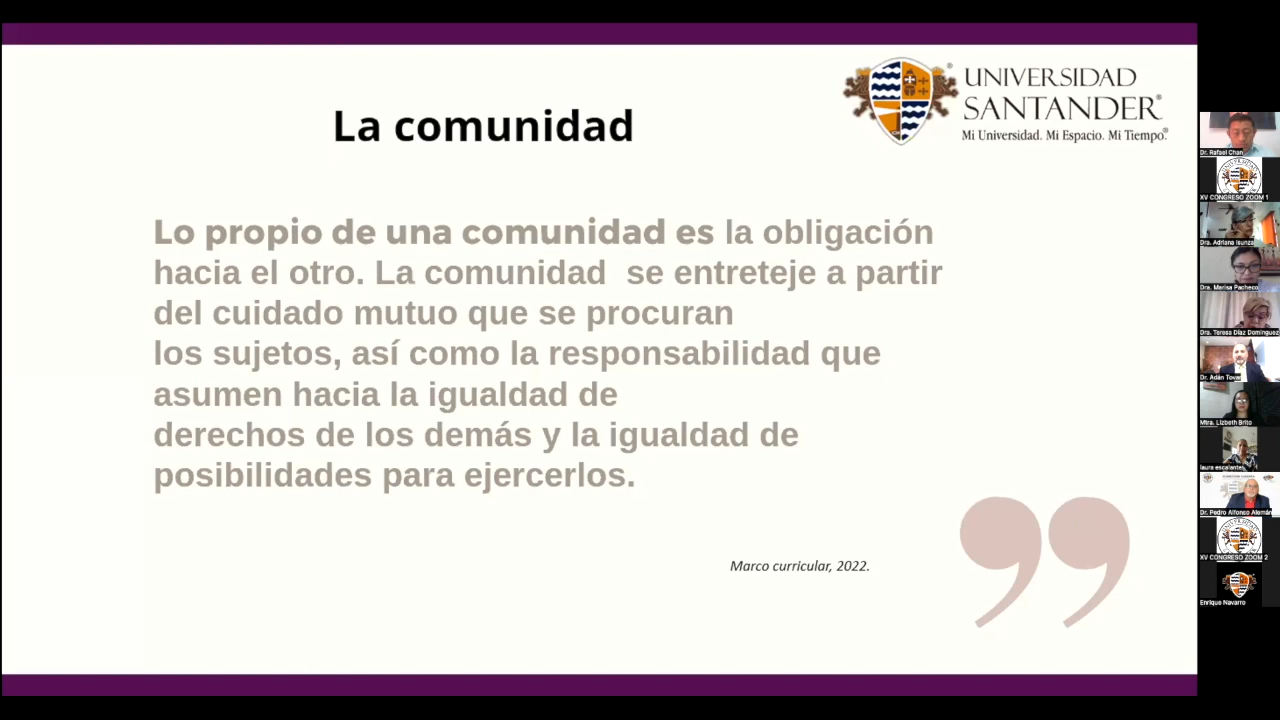 La comunidad
UNIVERSIDAD
SANTANDER®
Mi Universidad. Mi Espacio. Mi Tiempo.®
Lo propio de una comunidad es la obligación
hacia el otro. La comunidad se entreteje a partir
del cuidado mutuo que se procuran
los sujetos, así como la responsabilidad que
asumen hacia la igualdad de
derechos de los demás y la igualdad de
posibilidades para ejercerlos.
Marco curricular, 2022.
Dr. Rafael Chan
XV CONGRESO ZOOM 1
Dra. Adriana Isunza
Dra. Marisa Pacheco
Dra. Teresa Díaz Domínguez
Dr. Adán Tovar
Mtra. Lizbeth Brito
laura escalantes
Dr. Pedro Alfonso Alemán
XV CONGRESO ZOOM 2
Enrique Navarro